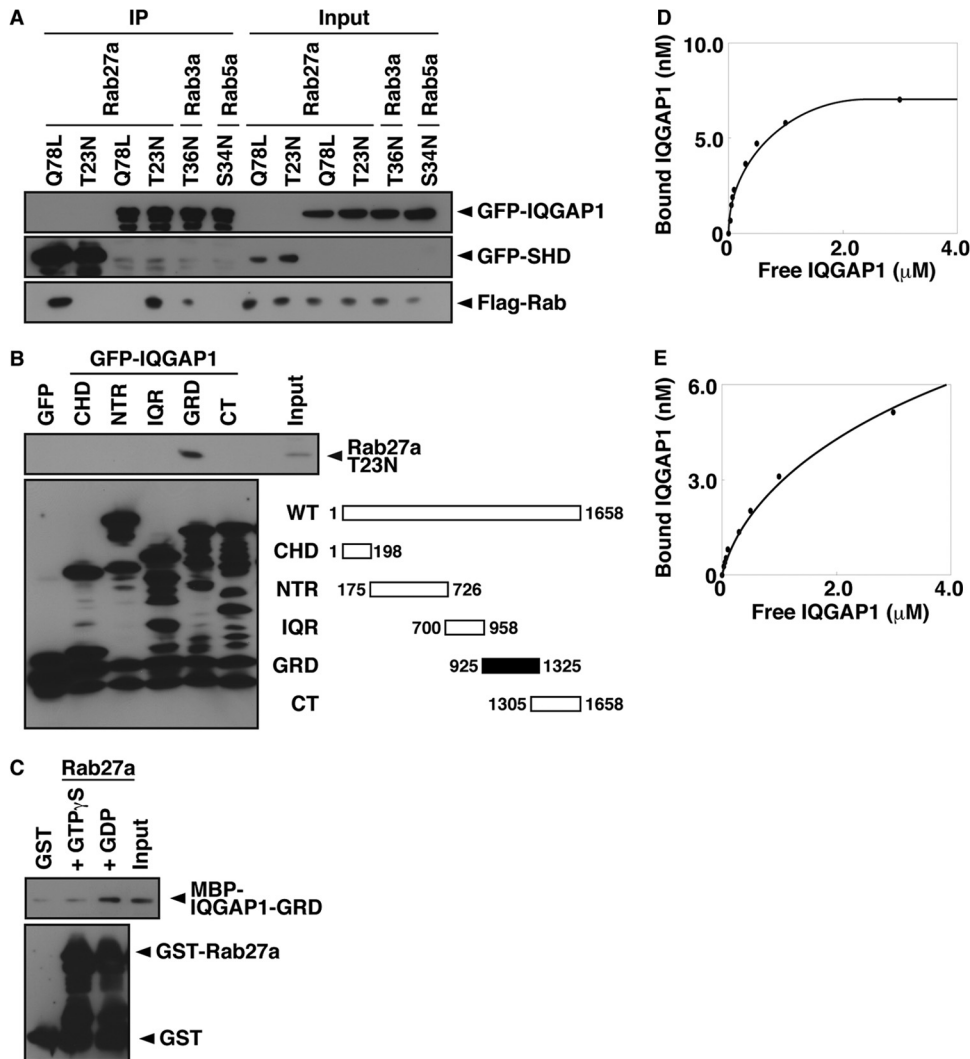 A
IP
Input
Rab27a
Rab3a
Rab5a
Rab27a
Rab3a
Rab5a
Q78L
T23N
Q78L
T23N
T36N
S34N
Q78L
T23N
Q78L
T23N
T36N
S34N
GFP-IQGAP1
GFP-SHD
Flag-Rab
B
GFP-IQGAP1
GFP
CHD
NTR
IQR
GRD
CT
Input
Rab27a
T23N
WT 1 1658
CHD 1 198
NTR 175 726
IQR 700 958
GRD 925 1325
CT 1305 1658
C
Rab27a
GST
+ GTPγS
+ GDP
Input
MBP-
IQGAP1-GRD
GST-Rab27a
GST
D
Bound IQGAP1 (nM)
10.0
5.0
0
0 2.0 4.0
Free IQGAP1 (μM)
E
Bound IQGAP1 (nM)
6.0
3.0
0
0 2.0 4.0
Free IQGAP1 (μM)